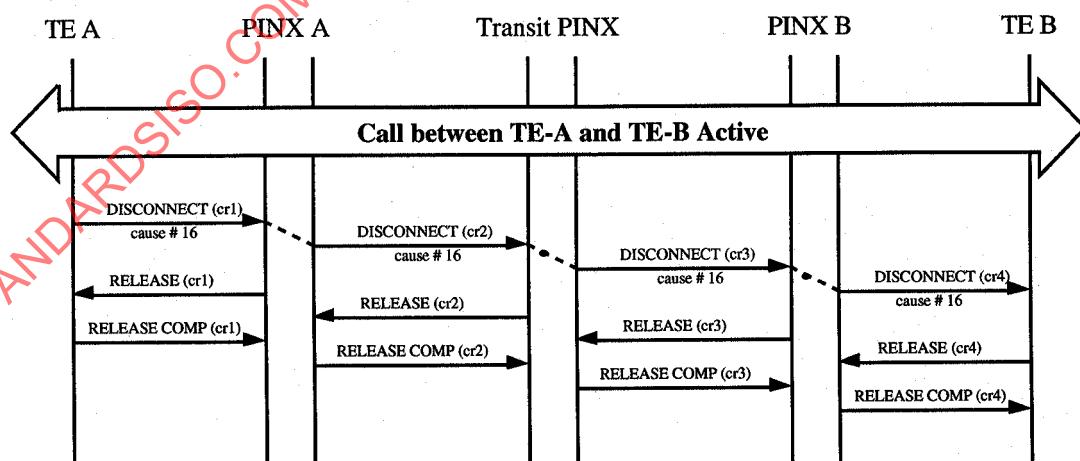 TE A
PINX A
Transit PINX
PINX B
TE B
Call between TE-A and TE-B Active
DISCONNECT (cr1)
cause # 16
DISCONNECT (cr2)
cause # 16
DISCONNECT (cr3)
cause # 16
DISCONNECT (cr4)
cause # 16
RELEASE (cr1)
RELEASE (cr2)
RELEASE (cr3)
RELEASE (cr4)
RELEASE COMP (cr1)
RELEASE COMP (cr2)
RELEASE COMP (cr3)
RELEASE COMP (cr4)
ANDARDSISO.COM